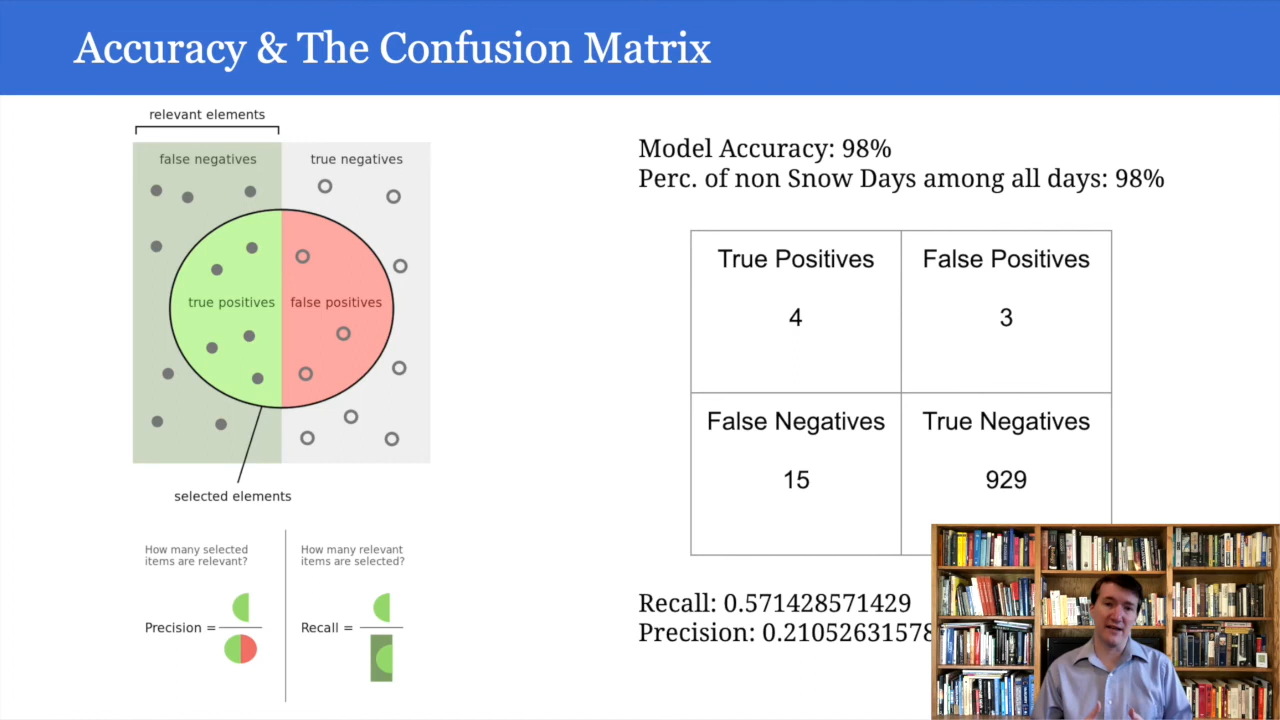 Accuracy & The Confusion Matrix
relevant elements
false negatives
true negatives
true positives
false positives
selected elements
How many selected
items are relevant?
How many relevant
items are selected?
Precision =
Recall =
Model Accuracy: 98%
Perc. of non Snow Days among all days: 98%
True Positives
False Positives
4
3
False Negatives
True Negatives
15
929
Recall: 0.571428571429
Precision: 0.21052631578